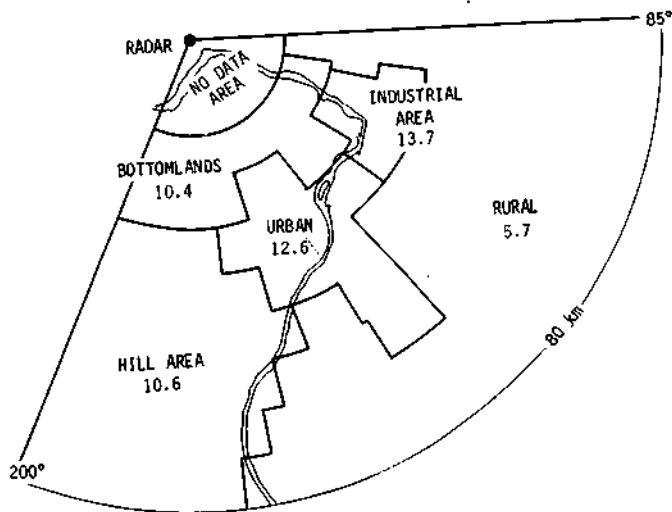 85°
RADAR
NO DATA
AREA
INDUSTRIAL
AREA
13.7
BOTTOMLANDS
10.4
RURAL
5.7
URBAN
12.6
80 km
HILL AREA
10.6
200°